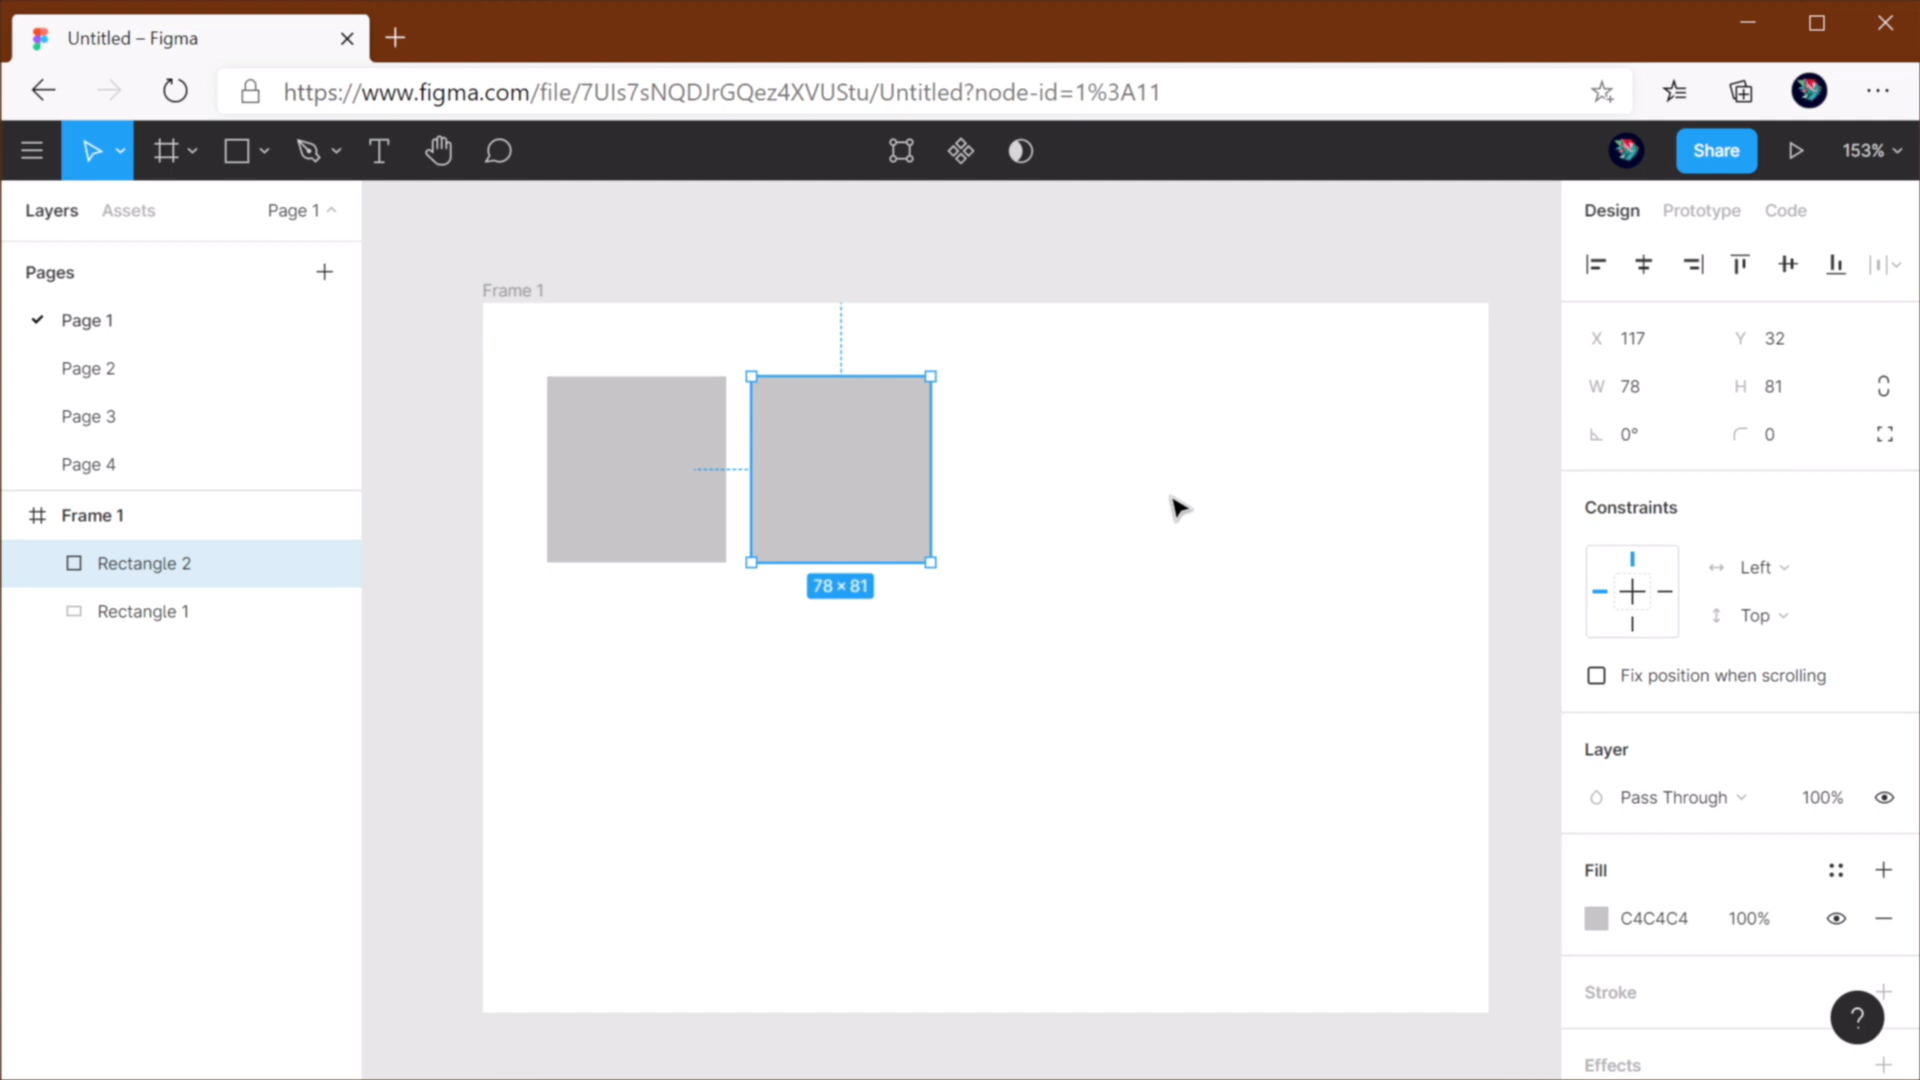 Untitled – Figma
https://www.figma.com/file/7UIs7sNQDJrGQez4XVUStu/Untitled?node-id=1%3A11
Share
153%
Layers
Assets
Page 1
Design
Prototype
Code
Pages
Page 1
Page 2
Page 3
Page 4
Frame 1
Rectangle 2
Rectangle 1
Frame 1
78 × 81
X 117
Y 32
W 78
H 81
0°
0
Constraints
Left
Top
Fix position when scrolling
Layer
Pass Through
100%
Fill
C4C4C4
100%
Stroke
?
Effects